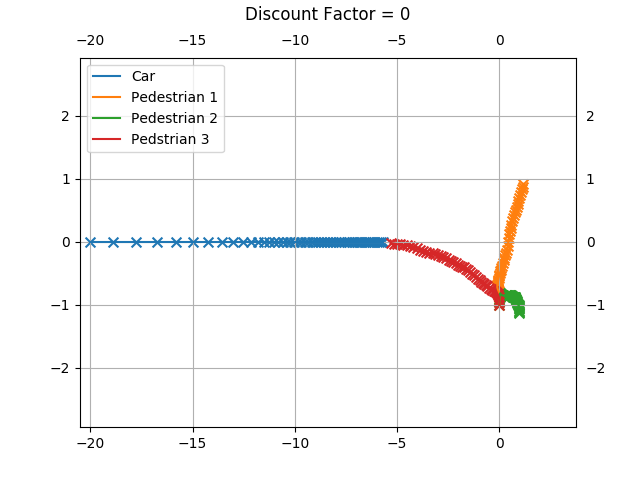 Discount Factor = 0
−20 −15 −10 −5 0
Car
Pedestrian 1
Pedestrian 2
Pedstrian 3
2 2
1 1
0 0
−1 −1
−2 −2
−20 −15 −10 −5 0